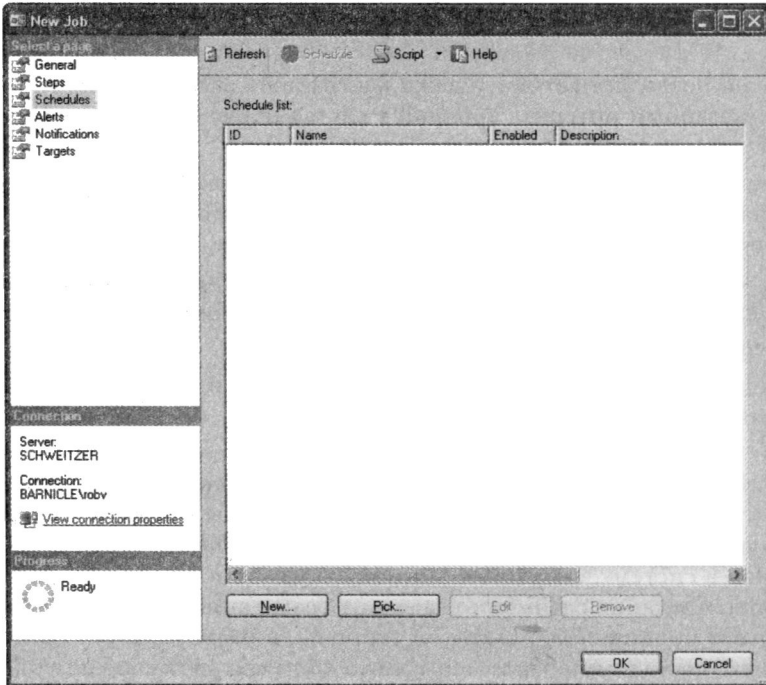 New Job
Select a page
General
Steps
Schedules
Alerts
Notifications
Targets
Refresh Schedule Script Help
Schedule list:
ID Name Enabled Description
Connection
Server:
SCHWEITZER
Connection:
BARNICLE\robv
View connection properties
Progress
Ready
New... Pick... Edit Remove
OK Cancel